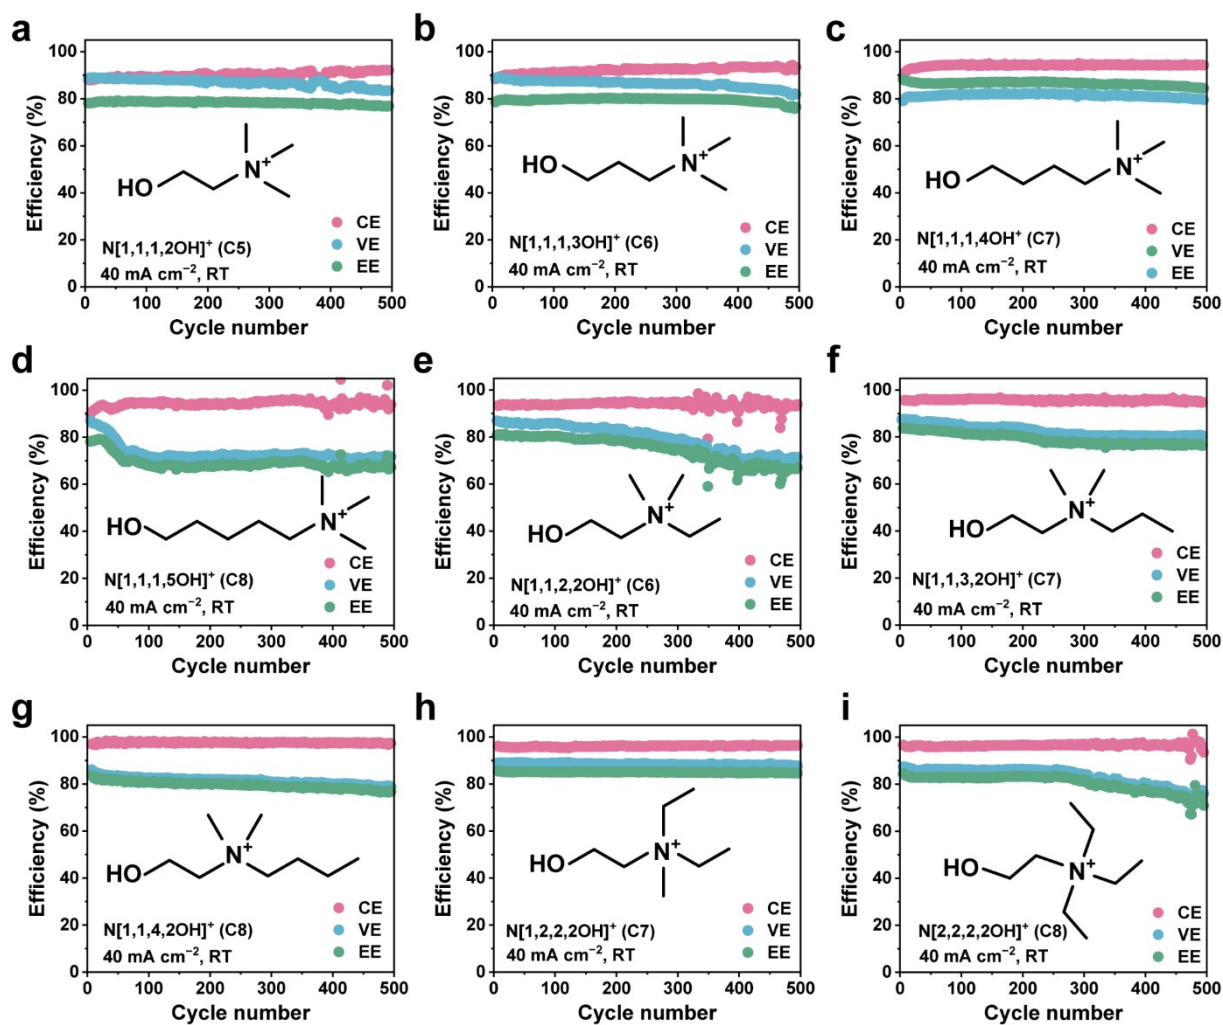 a
100
80
60
40
20
0
Efficiency (%)
HO
N+
N[1,1,1,2OH]+ (C5)
40 mA cm−2, RT
CE
VE
EE
0 100 200 300 400 500
Cycle number
b
100
80
60
40
20
0
Efficiency (%)
HO
N+
N[1,1,1,3OH]+ (C6)
40 mA cm−2, RT
CE
VE
EE
0 100 200 300 400 500
Cycle number
c
100
80
60
40
20
0
Efficiency (%)
HO
N+
N[1,1,1,4OH+ (C7)
40 mA cm−2, RT
CE
VE
EE
0 100 200 300 400 500
Cycle number
d
100
80
60
40
20
0
Efficiency (%)
HO
N+
N[1,1,1,5OH]+ (C8)
40 mA cm−2, RT
CE
VE
EE
0 100 200 300 400 500
Cycle number
e
100
80
60
40
20
0
Efficiency (%)
HO
N+
N[1,1,2,2OH]+ (C6)
40 mA cm−2, RT
CE
VE
EE
0 100 200 300 400 500
Cycle number
f
100
80
60
40
20
0
Efficiency (%)
HO
N+
N[1,1,3,2OH]+ (C7)
40 mA cm−2, RT
CE
VE
EE
0 100 200 300 400 500
Cycle number
g
100
80
60
40
20
0
Efficiency (%)
HO
N+
N[1,1,4,2OH]+ (C8)
40 mA cm−2, RT
CE
VE
EE
0 100 200 300 400 500
Cycle number
h
100
80
60
40
20
0
Efficiency (%)
HO
N+
N[1,2,2,2OH]+ (C7)
40 mA cm−2, RT
CE
VE
EE
0 100 200 300 400 500
Cycle number
i
100
80
60
40
20
0
Efficiency (%)
HO
N+
N[2,2,2,2OH]+ (C8)
40 mA cm−2, RT
CE
VE
EE
0 100 200 300 400 500
Cycle number